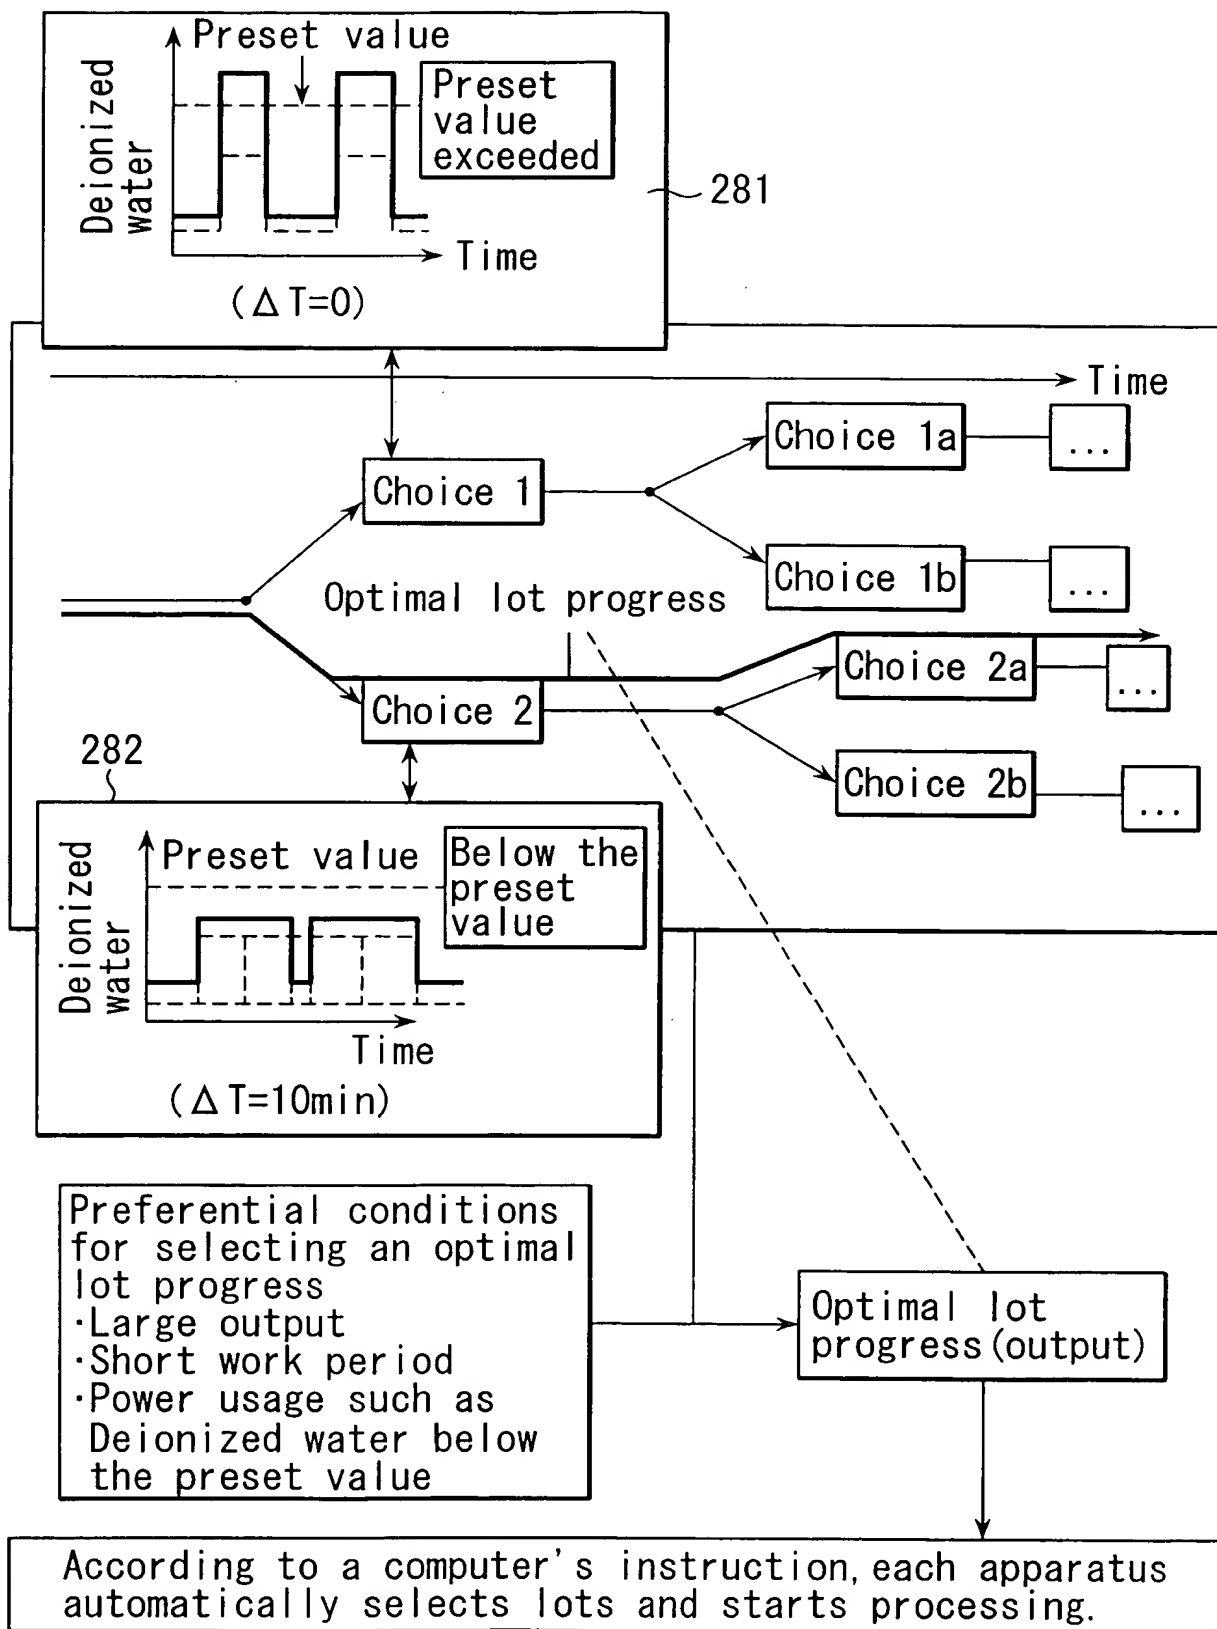 Preset value
Deionized
water
Preset
value
exceeded
281
Time
(ΔT=0)
Time
Choice 1a
...
Choice 1
Choice 1b
...
Optimal lot progress
Choice 2a
...
Choice 2
Choice 2b
...
282
Deionized
water
Preset value
Below the
preset
value
Time
(ΔT=10min)
Preferential conditions
for selecting an optimal
lot progress
·Large output
·Short work period
·Power usage such as
Deionized water below
the preset value
Optimal lot
progress(output)
According to a computer's instruction, each apparatus
automatically selects lots and starts processing.